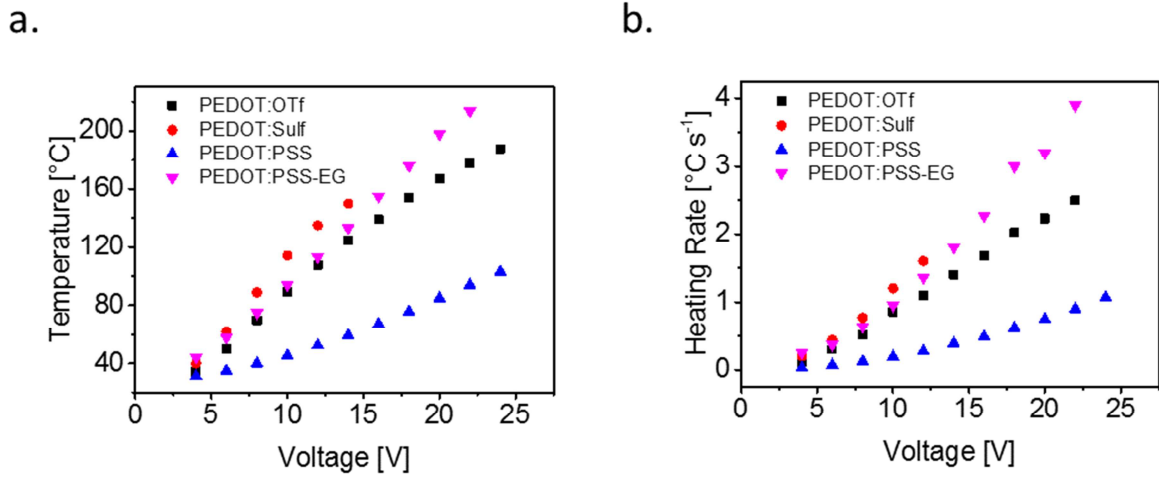 a.
Temperature [°C]
200
160
120
80
40
PEDOT:OTf
PEDOT:Sulf
PEDOT:PSS
PEDOT:PSS-EG
0 5 10 15 20 25
Voltage [V]
b.
Heating Rate [°C s⁻¹]
4
3
2
1
0
PEDOT:OTf
PEDOT:Sulf
PEDOT:PSS
PEDOT:PSS-EG
0 5 10 15 20 25
Voltage [V]